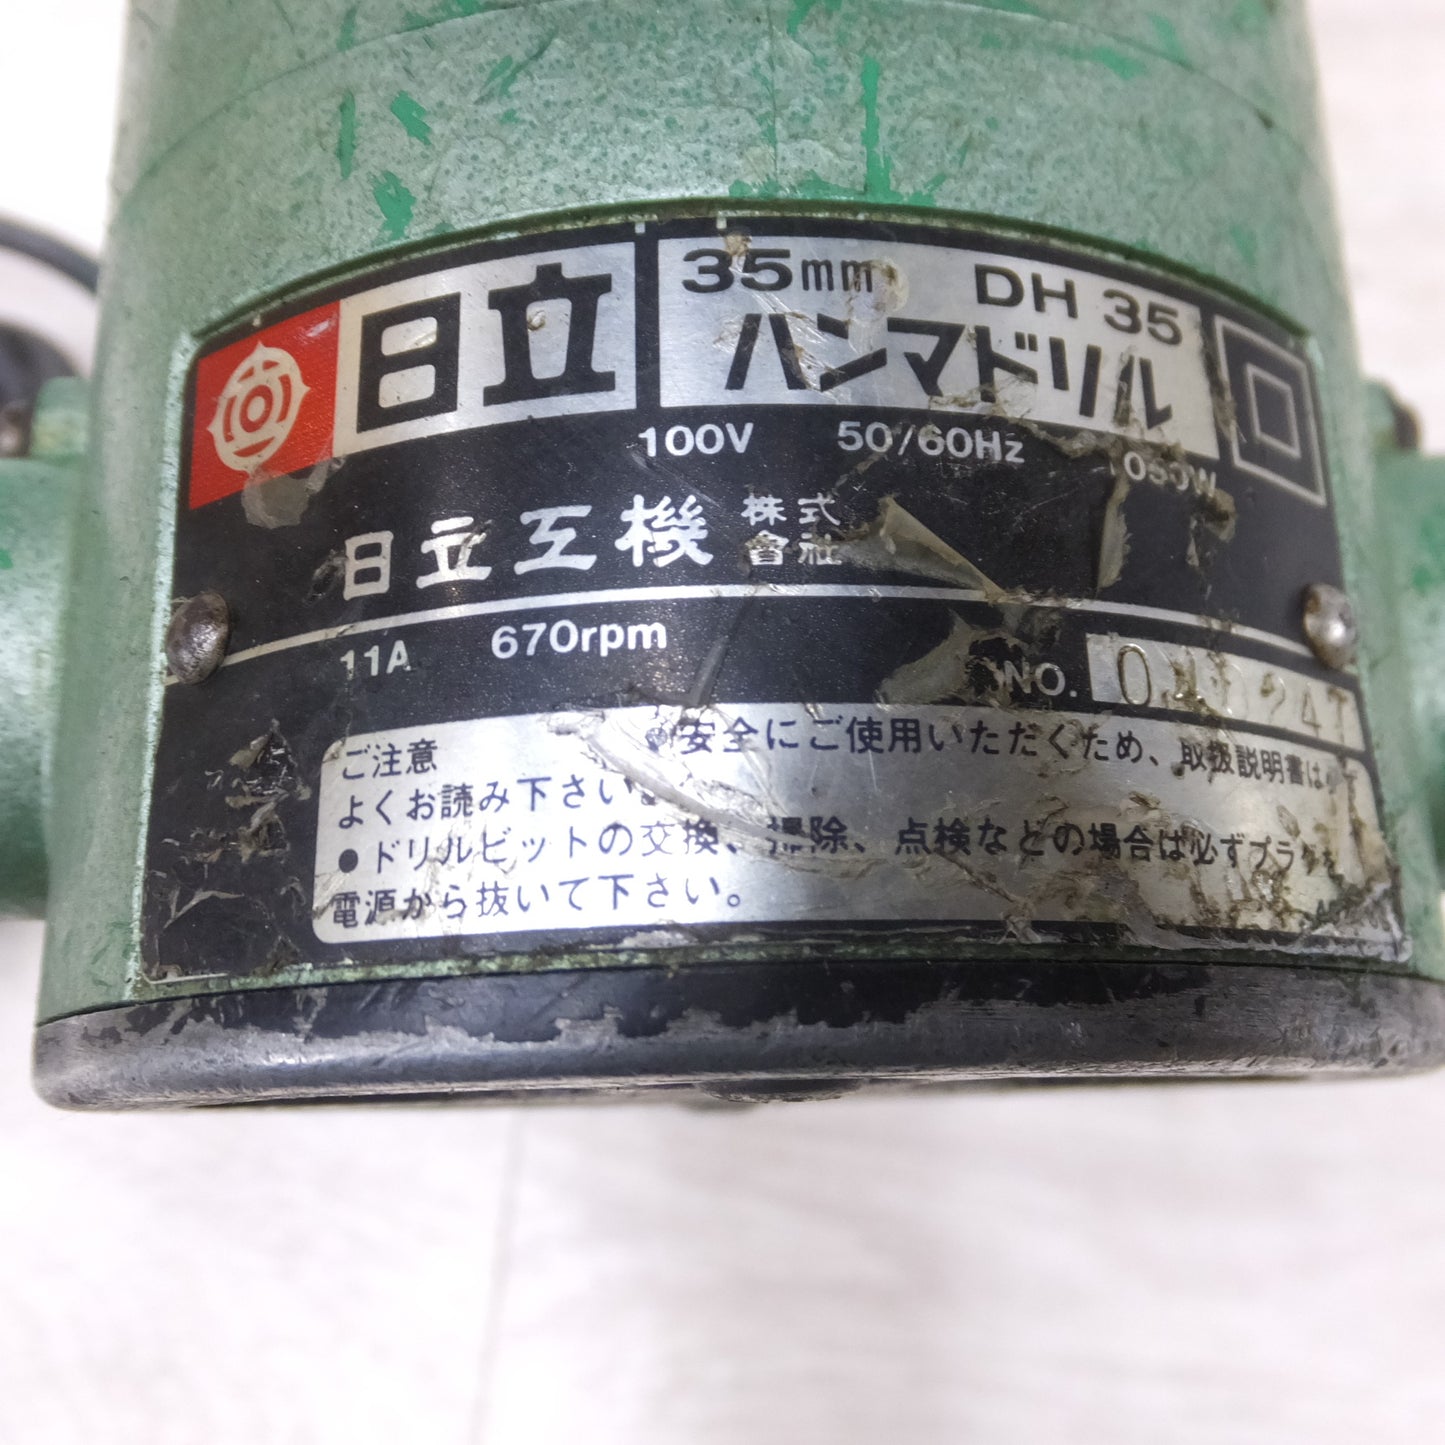 日立
35mm DH 35
ハンマドリル
100V 50/60Hz
日立工機 株式會社
11A 670rpm
NO.
ご注意 ●安全にご使用いただくため、取扱説明書は
よくお読み下さい。
●ドリルビットの交換、掃除、点検などの場合は必ずプラグを
電源から抜いて下さい。